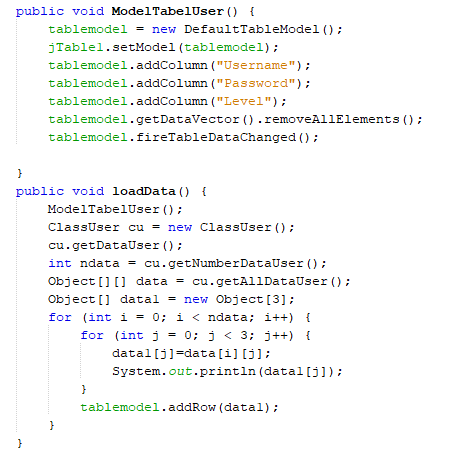 public void ModelTabelUser() {
tablemodel = new DefaultTableModel();
jTable1.setModel(tablemodel);
tablemodel.addColumn("Username");
tablemodel.addColumn("Password");
tablemodel.addColumn("Level");
tablemodel.getDataVector().removeAllElements();
tablemodel.fireTableDataChanged();
}
public void loadData() {
ModelTabelUser();
ClassUser cu = new ClassUser();
cu.getDataUser();
int ndata = cu.getNumberDataUser();
Object[][] data = cu.getAllDataUser();
Object[] data1 = new Object[3];
for (int i = 0; i < ndata; i++) {
for (int j = 0; j < 3; j++) {
data1[j]=data[i][j];
System.out.println(data1[j]);
}
tablemodel.addRow(data1);
}
}